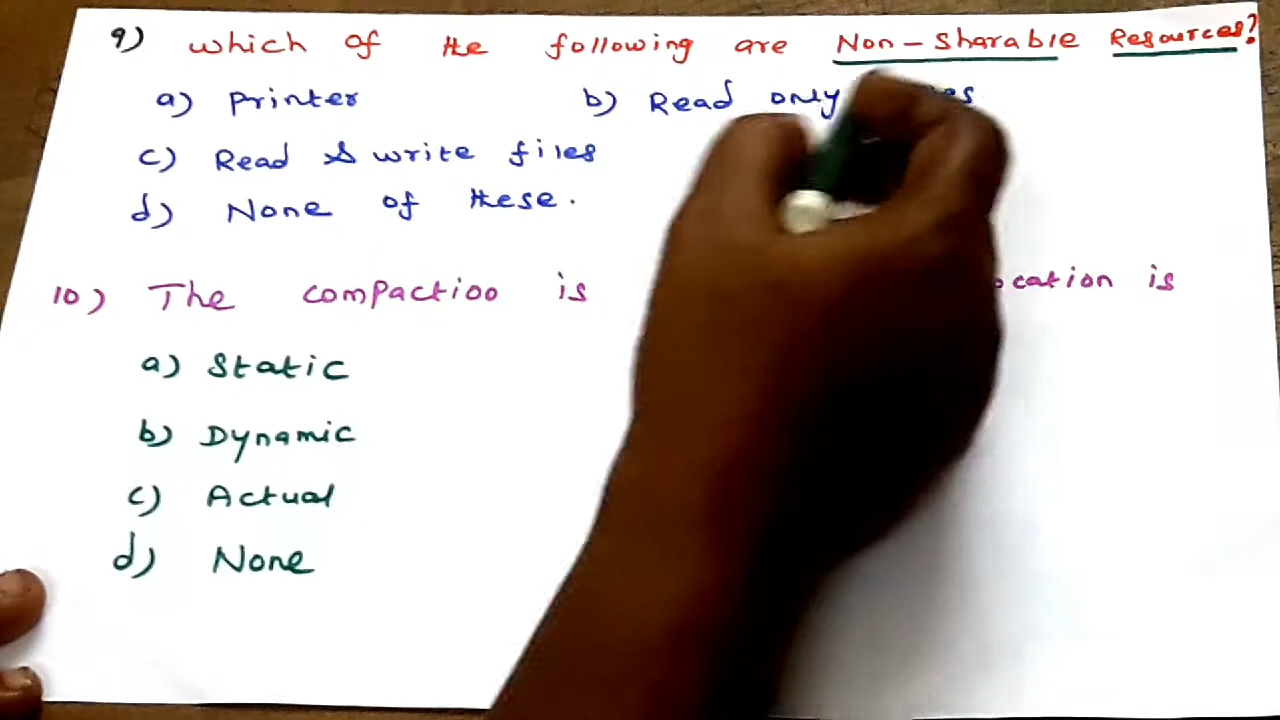 9) which of the following are Non-Sharable Resources?
a) printer b) Read only
c) Read & write files
d) None of these.
10) The compaction is is
a) Static
b) Dynamic
c) Actual
d) None